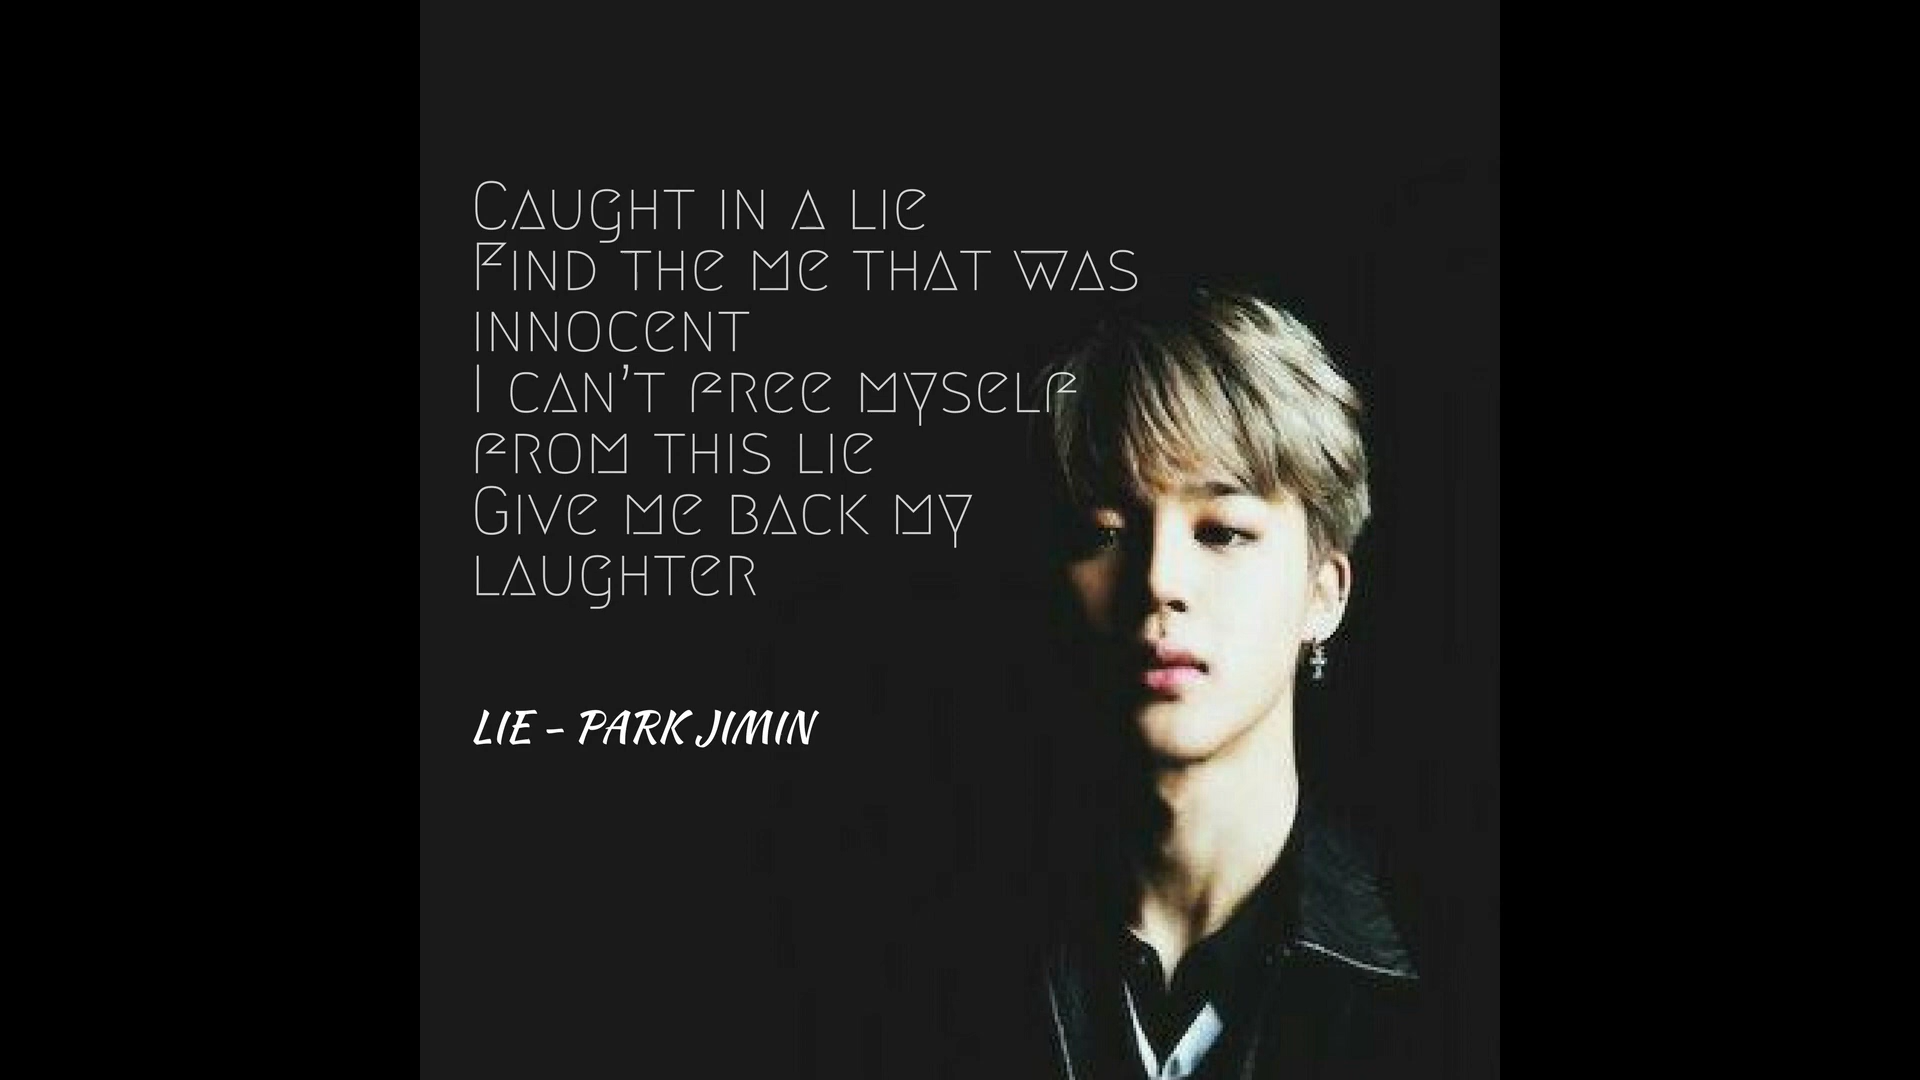 Caught in a lie
Find the me that was
innocent
I can't free myself
from this lie
Give me back my
laughter
LIE - PARK JIMIN